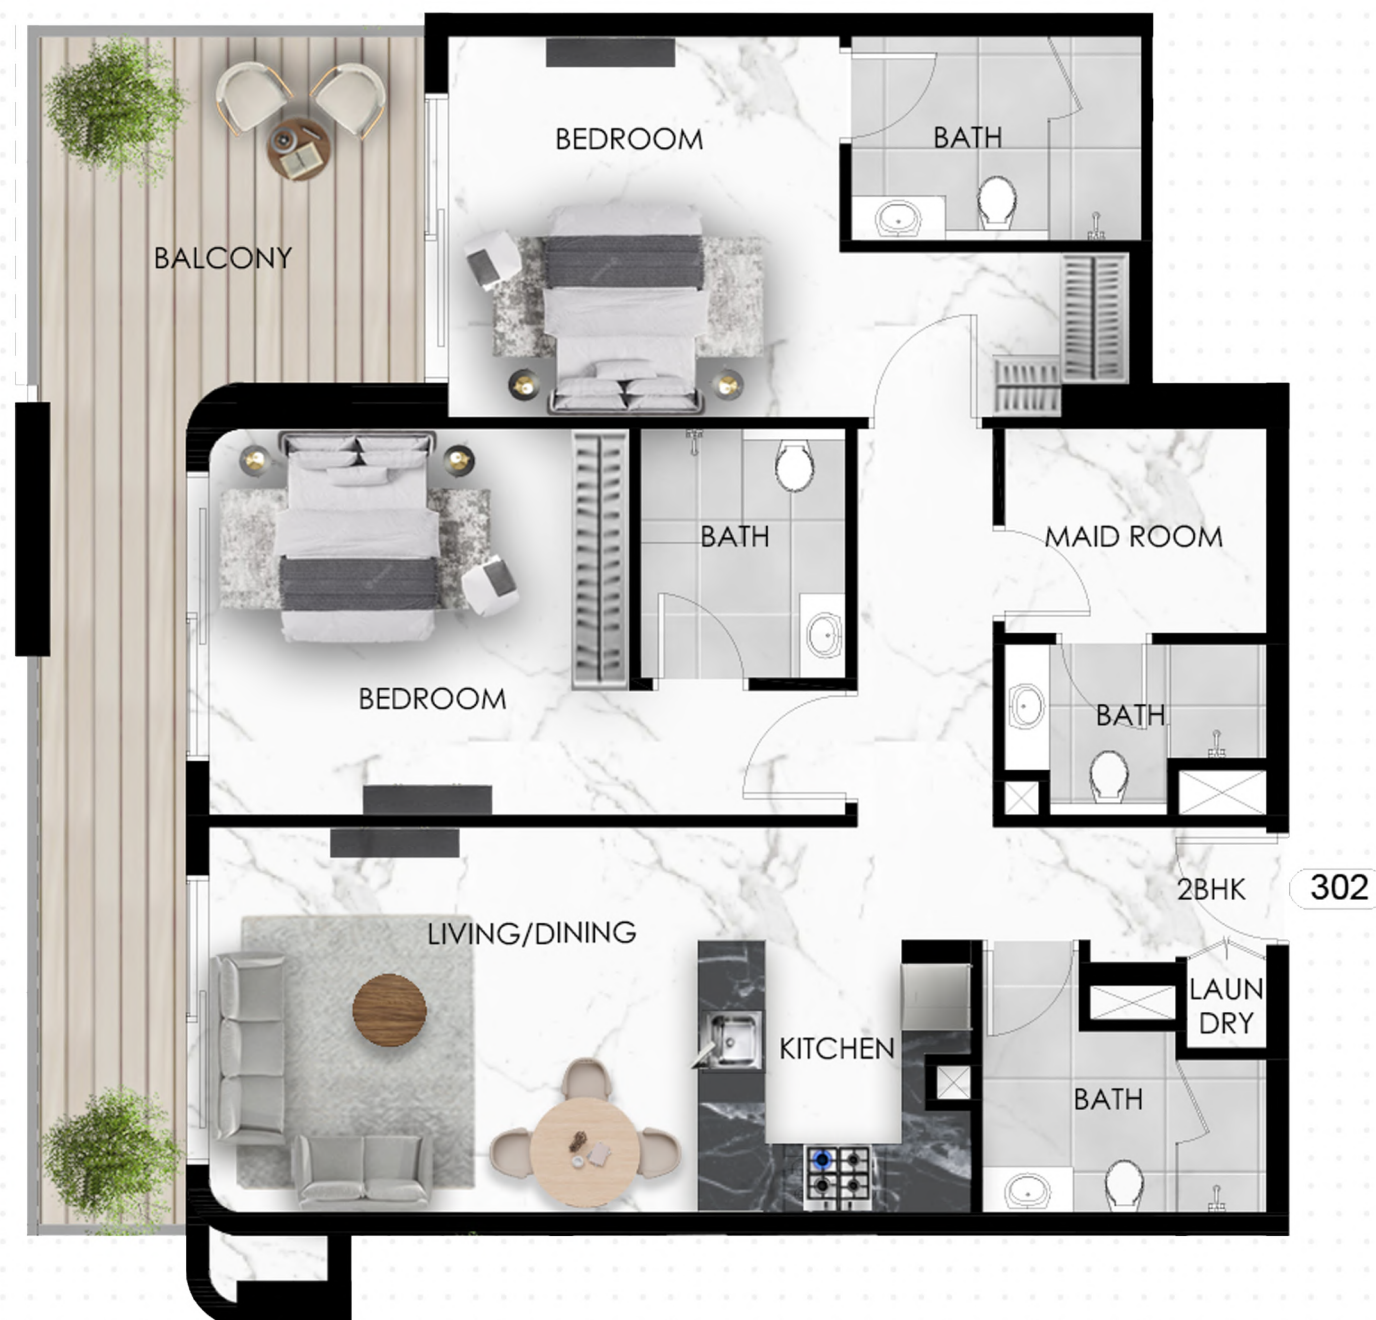 BEDROOM
BATH
BALCONY
BATH
MAID ROOM
BEDROOM
BATH
2BHK
302
LIVING/DINING
LAUN
DRY
KITCHEN
BATH